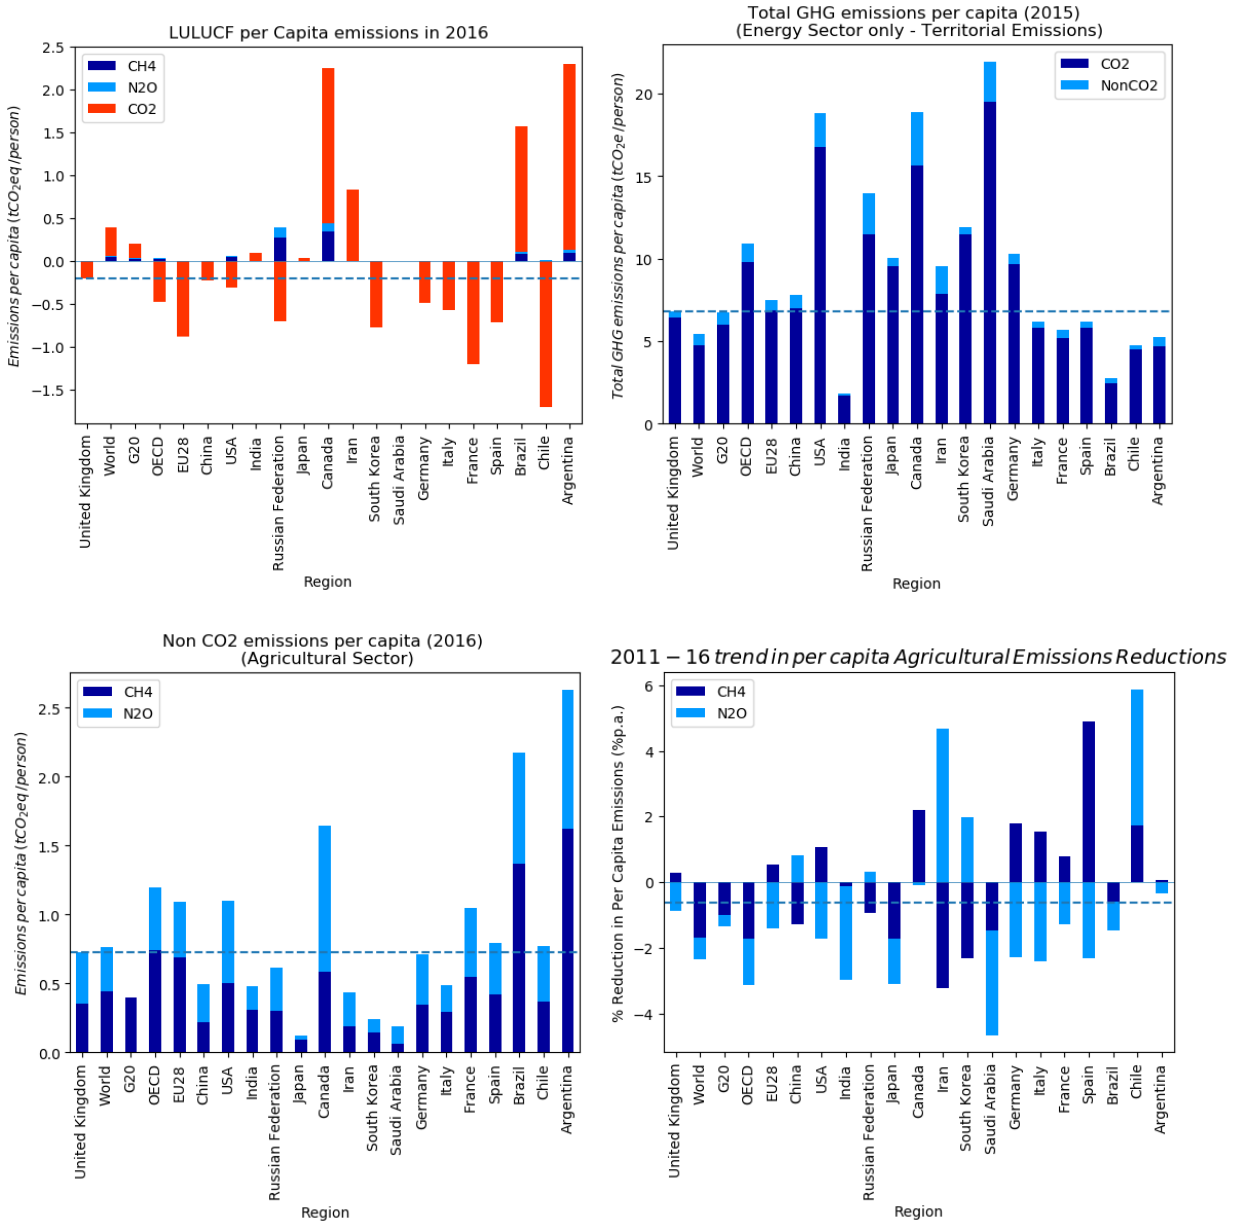 LULUCF per Capita emissions in 2016
Emissions per capita (tCO₂eq/person)
2.5
2.0
1.5
1.0
0.5
0.0
−0.5
−1.0
−1.5
CH4
N2O
CO2
United Kingdom
World
G20
OECD
EU28
China
USA
India
Russian Federation
Japan
Canada
Iran
South Korea
Saudi Arabia
Germany
Italy
France
Spain
Brazil
Chile
Argentina
Region
Total GHG emissions per capita (2015)
(Energy Sector only - Territorial Emissions)
Total GHG emissions per capita (tCO₂e/person)
20
15
10
5
0
CO2
NonCO2
United Kingdom
World
G20
OECD
EU28
China
USA
India
Russian Federation
Japan
Canada
Iran
South Korea
Saudi Arabia
Germany
Italy
France
Spain
Brazil
Chile
Argentina
Region
Non CO2 emissions per capita (2016)
(Agricultural Sector)
Emissions per capita (tCO₂eq/person)
2.5
2.0
1.5
1.0
0.5
0.0
CH4
N2O
United Kingdom
World
G20
OECD
EU28
China
USA
India
Russian Federation
Japan
Canada
Iran
South Korea
Saudi Arabia
Germany
Italy
France
Spain
Brazil
Chile
Argentina
Region
2011 − 16 trend in per capita Agricultural Emissions Reductions
% Reduction in Per Capita Emissions (%p.a.)
6
4
2
0
−2
−4
CH4
N2O
United Kingdom
World
G20
OECD
EU28
China
USA
India
Russian Federation
Japan
Canada
Iran
South Korea
Saudi Arabia
Germany
Italy
France
Spain
Brazil
Chile
Argentina
Region